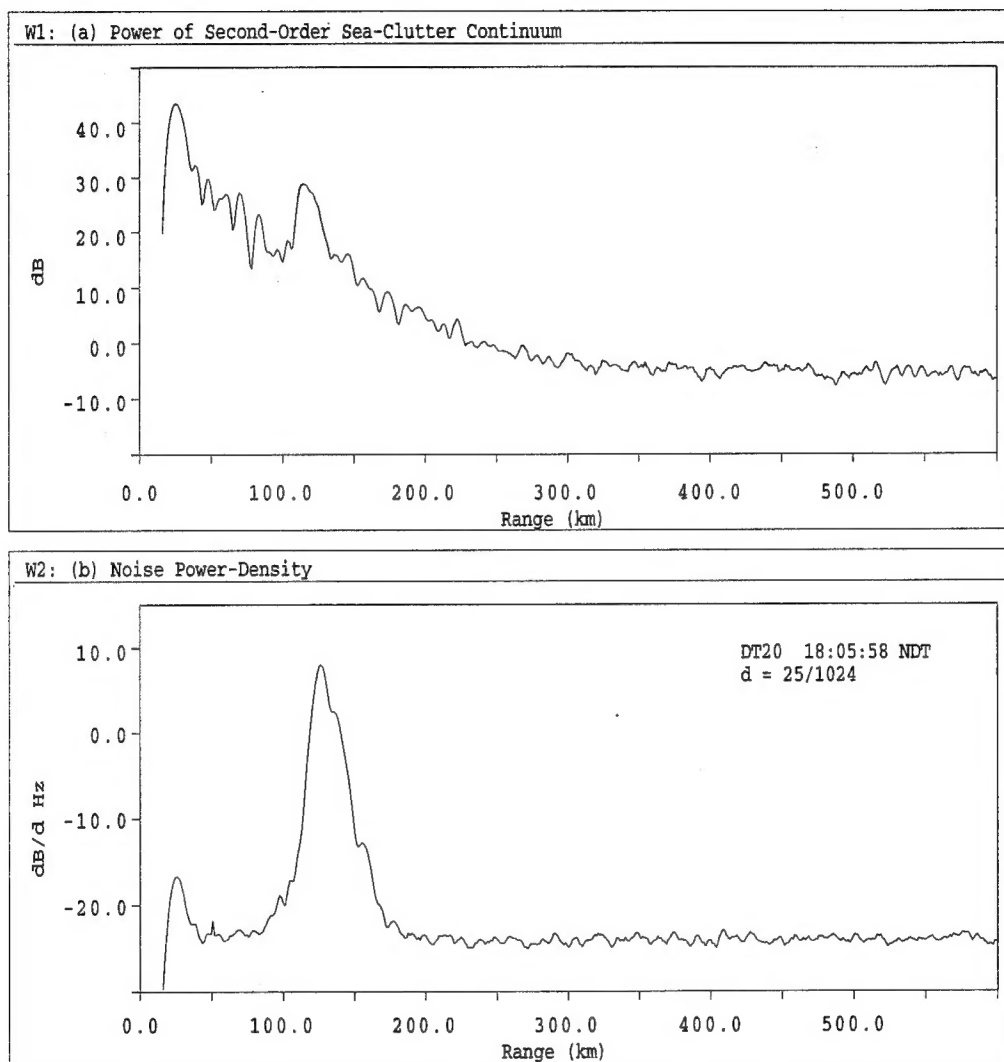 W1: (a) Power of Second-Order Sea-Clutter Continuum
40.0
30.0
20.0
10.0
0.0
-10.0
dB
0.0 100.0 200.0 300.0 400.0 500.0
Range (km)
W2: (b) Noise Power-Density
DT20 18:05:58 NDT
d = 25/1024
10.0
0.0
-10.0
-20.0
dB/d Hz
0.0 100.0 200.0 300.0 400.0 500.0
Range (km)